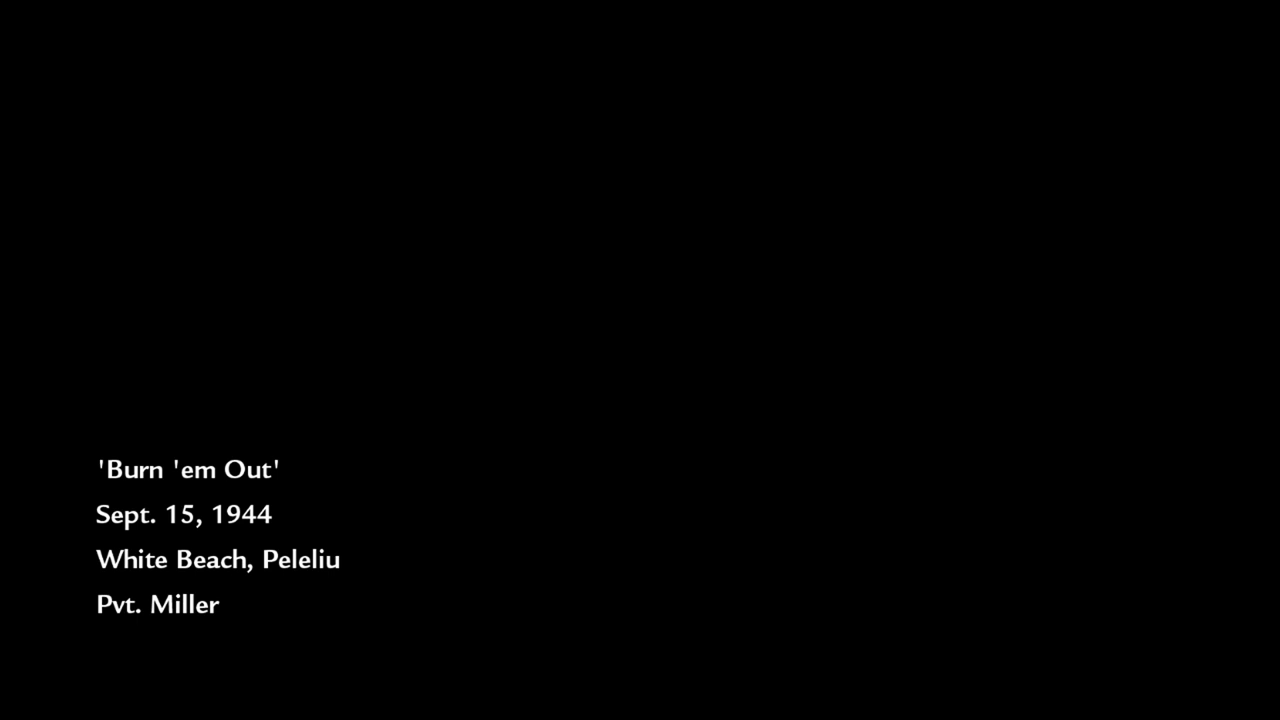 'Burn 'em Out'
Sept. 15, 1944
White Beach, Peleliu
Pvt. Miller